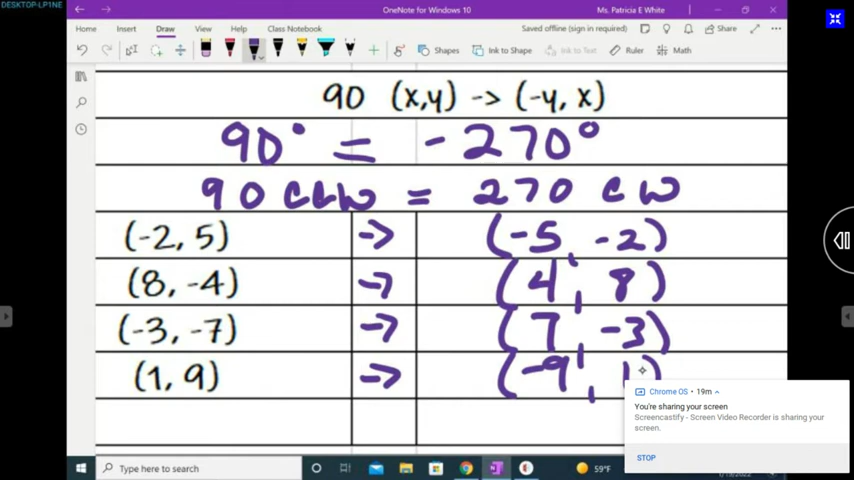 DESKTOP-LP1NE
OneNote for Windows 10
Ms. Patricia E White
Home Insert Draw View Help Class Notebook
Saved offline (sign in required)
Share
Shapes Ink to Shape Ink to Text Ruler Math
90 (x,y) -> (-y, x)
90° = -270°
90 CCW = 270 CW
(-2, 5) -> (-5, -2)
(8, -4) -> (4, 8)
(-3, -7) -> (7, -3)
(1, 9) -> (-9, 1)
Chrome OS • 19m
You're sharing your screen
Screencastify - Screen Video Recorder is sharing your
screen.
STOP
Type here to search
59°F